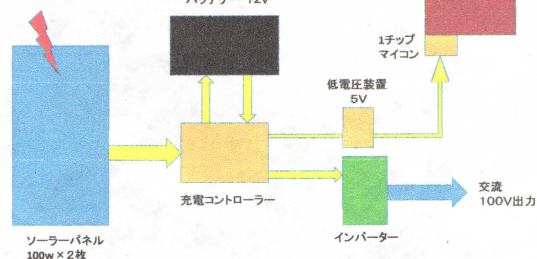 バッテリー 12V
1チップ
マイコン
低電圧装置
5V
充電コントローラー
交流
100V出力
インバーター
ソーラーパネル
100w×2枚